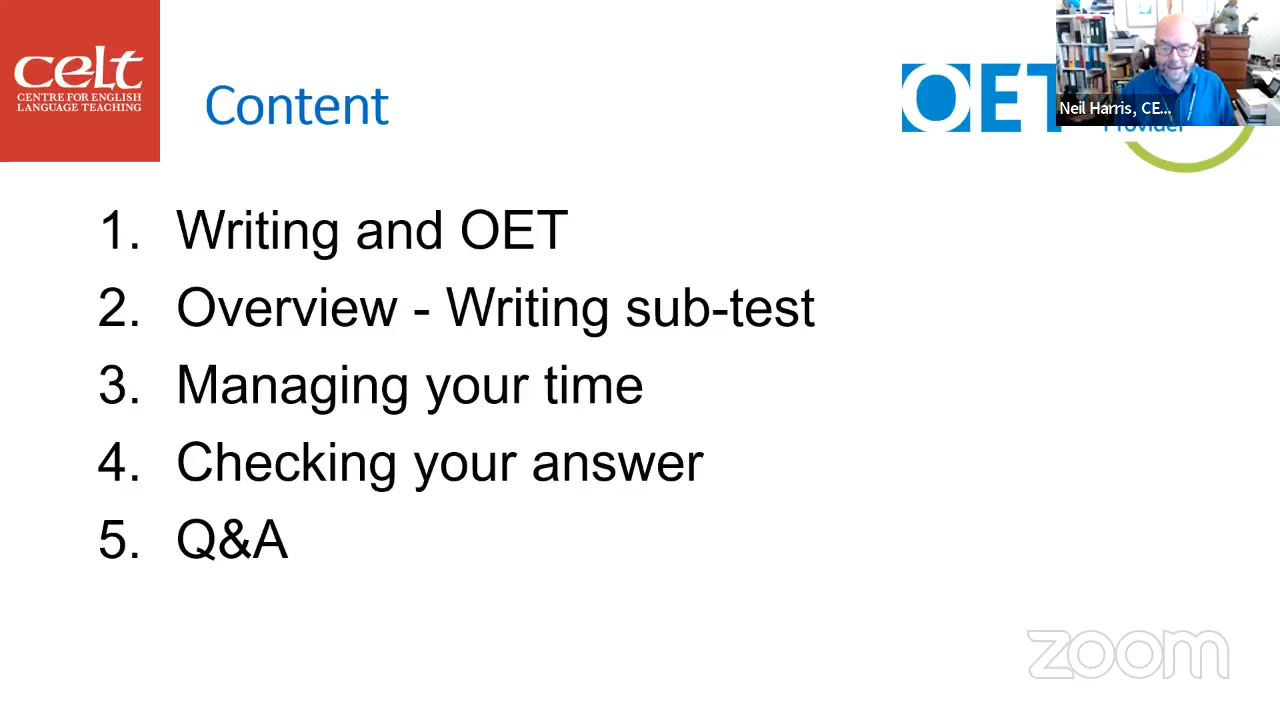 celt
CENTRE FOR ENGLISH
LANGUAGE TEACHING
Content
OET
Neil Harris, CE...
Provider
1. Writing and OET
2. Overview - Writing sub-test
3. Managing your time
4. Checking your answer
5. Q&A
zoom